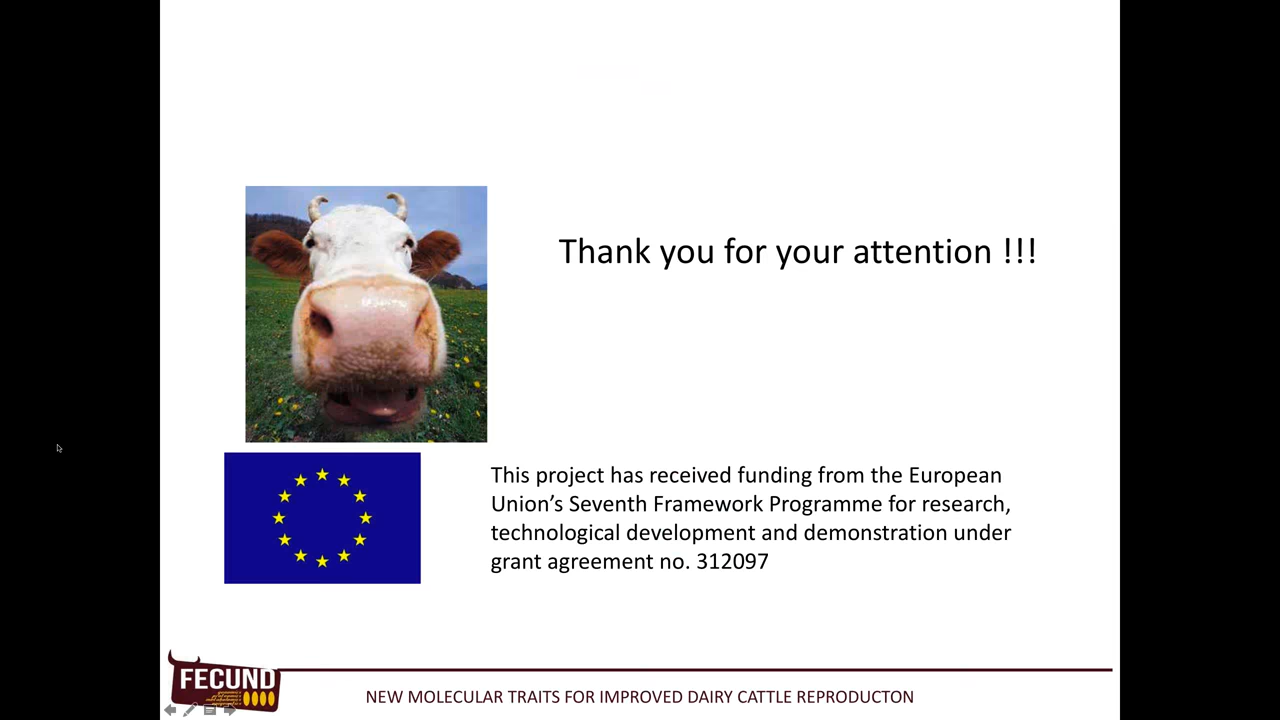 Thank you for your attention !!!
This project has received funding from the European
Union’s Seventh Framework Programme for research,
technological development and demonstration under
grant agreement no. 312097
FECUND
NEW MOLECULAR TRAITS FOR IMPROVED DAIRY CATTLE REPRODUCTON